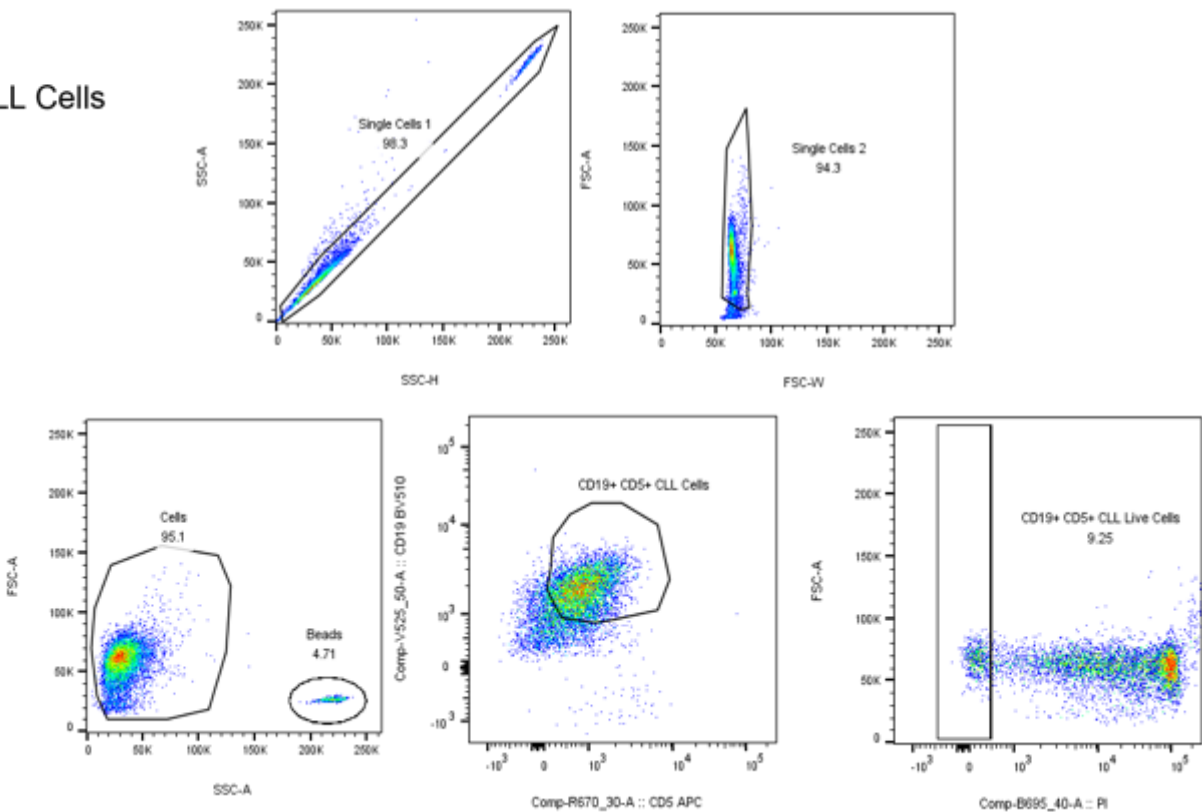 LL Cells
250K
200K
150K
100K
50K
0
SSC-A
Single Cells 1
98.3
0 50K 100K 150K 200K 250K
SSC-H
250K
200K
150K
100K
50K
0
FSC-A
Single Cells 2
94.3
0 50K 100K 150K 200K 250K
FSC-W
250K
200K
150K
100K
50K
0
FSC-A
Cells
95.1
Beads
4.71
0 50K 100K 150K 200K 250K
SSC-A
10^5
10^4
10^3
0
-10^3
Comp-V525_50-A :: CD19 BV510
CD19+ CD5+ CLL Cells
-10^3 0 10^3 10^4 10^5
Comp-R670_30-A :: CD5 APC
250K
200K
150K
100K
50K
0
FSC-A
CD19+ CD5+ CLL Live Cells
9.25
-10^3 0 10^3 10^4 10^5
Comp-B695_40-A :: PI